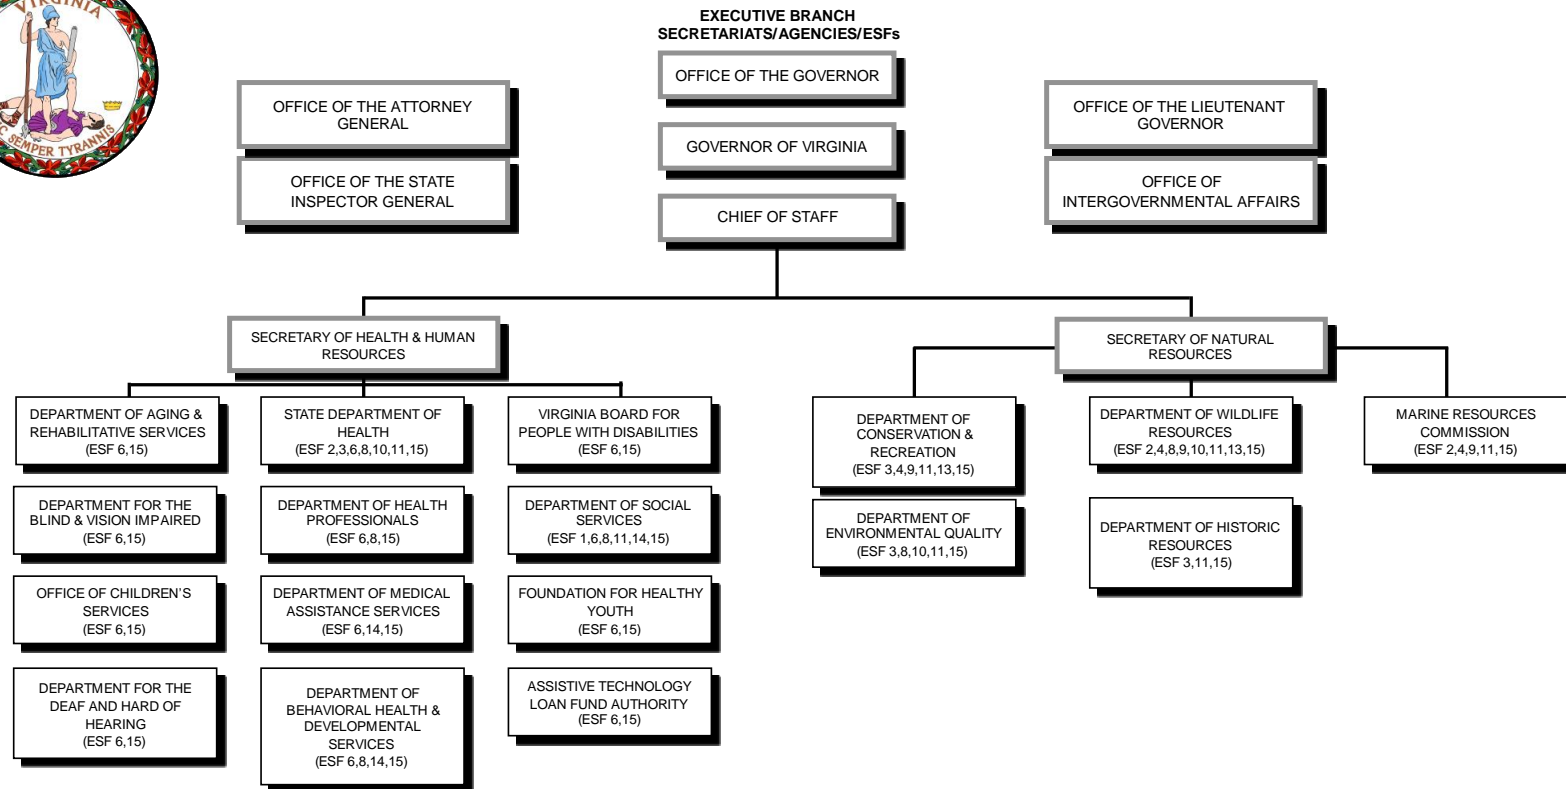 VIRGINIA
SEMPER TYRANNIS
EXECUTIVE BRANCH
SECRETARIATS/AGENCIES/ESFs
OFFICE OF THE GOVERNOR
OFFICE OF THE ATTORNEY
GENERAL
OFFICE OF THE LIEUTENANT
GOVERNOR
GOVERNOR OF VIRGINIA
OFFICE OF THE STATE
INSPECTOR GENERAL
OFFICE OF
INTERGOVERNMENTAL AFFAIRS
CHIEF OF STAFF
SECRETARY OF HEALTH & HUMAN
RESOURCES
SECRETARY OF NATURAL
RESOURCES
DEPARTMENT OF AGING &
REHABILITATIVE SERVICES
(ESF 6,15)
STATE DEPARTMENT OF
HEALTH
(ESF 2,3,6,8,10,11,15)
VIRGINIA BOARD FOR
PEOPLE WITH DISABILITIES
(ESF 6,15)
DEPARTMENT OF
CONSERVATION &
RECREATION
(ESF 3,4,9,11,13,15)
DEPARTMENT OF WILDLIFE
RESOURCES
(ESF 2,4,8,9,10,11,13,15)
MARINE RESOURCES
COMMISSION
(ESF 2,4,9,11,15)
DEPARTMENT FOR THE
BLIND & VISION IMPAIRED
(ESF 6,15)
DEPARTMENT OF HEALTH
PROFESSIONALS
(ESF 6,8,15)
DEPARTMENT OF SOCIAL
SERVICES
(ESF 1,6,8,11,14,15)
DEPARTMENT OF
ENVIRONMENTAL QUALITY
(ESF 3,8,10,11,15)
DEPARTMENT OF HISTORIC
RESOURCES
(ESF 3,11,15)
OFFICE OF CHILDREN’S
SERVICES
(ESF 6,15)
DEPARTMENT OF MEDICAL
ASSISTANCE SERVICES
(ESF 6,14,15)
FOUNDATION FOR HEALTHY
YOUTH
(ESF 6,15)
DEPARTMENT FOR THE
DEAF AND HARD OF
HEARING
(ESF 6,15)
DEPARTMENT OF
BEHAVIORAL HEALTH &
DEVELOPMENTAL
SERVICES
(ESF 6,8,14,15)
ASSISTIVE TECHNOLOGY
LOAN FUND AUTHORITY
(ESF 6,15)